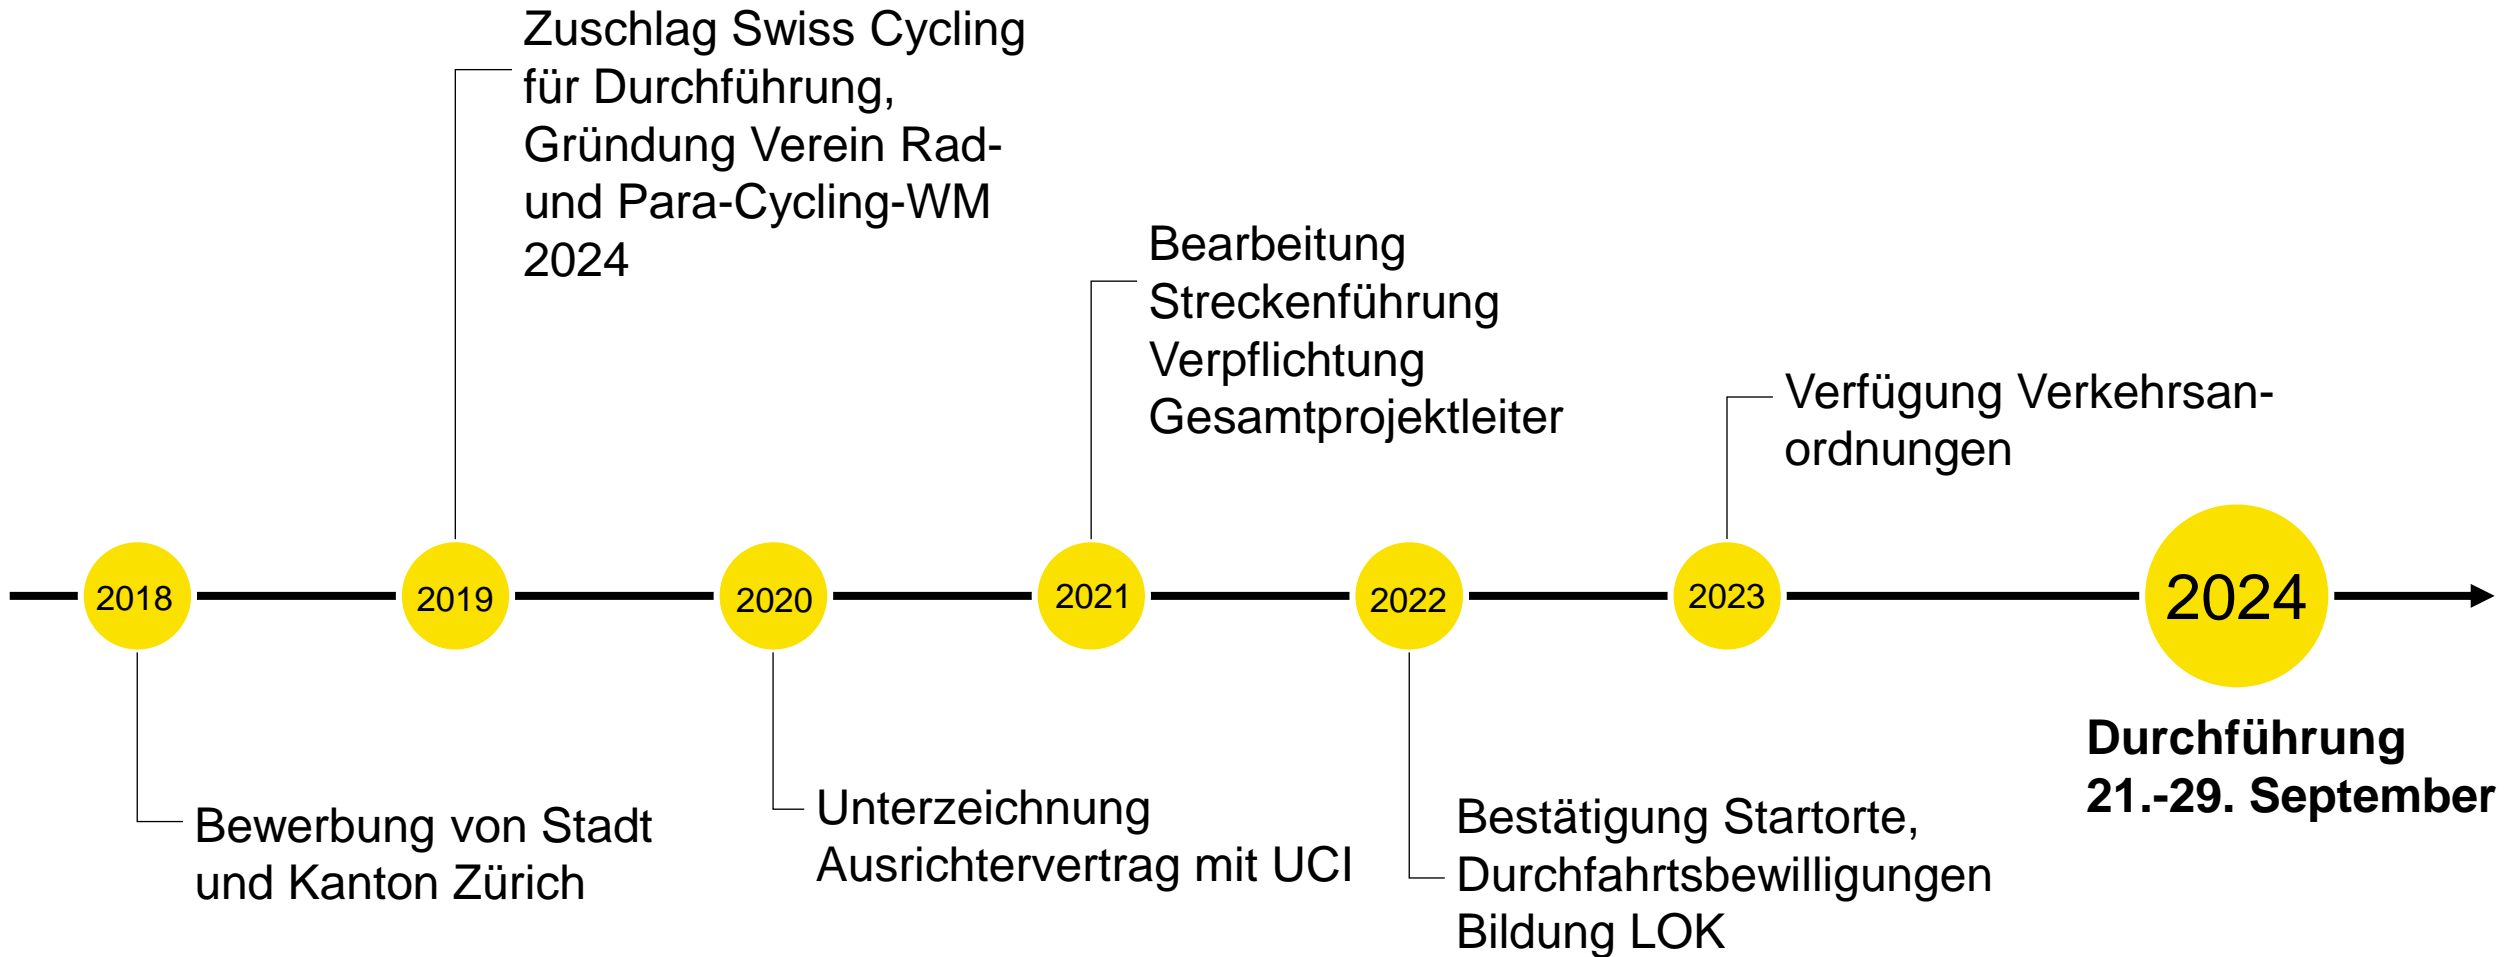 Zuschlag Swiss Cycling
für Durchführung,
Gründung Verein Rad-
und Para-Cycling-WM
2024
Bearbeitung
Streckenführung
Verpflichtung
Gesamtprojektleiter
Verfügung Verkehrsan-
ordnungen
2018
2019
2020
2021
2022
2023
2024
Bewerbung von Stadt
und Kanton Zürich
Unterzeichnung
Ausrichtervertrag mit UCI
Bestätigung Startorte,
Durchfahrtsbewilligungen
Bildung LOK
Durchführung
21.-29. September